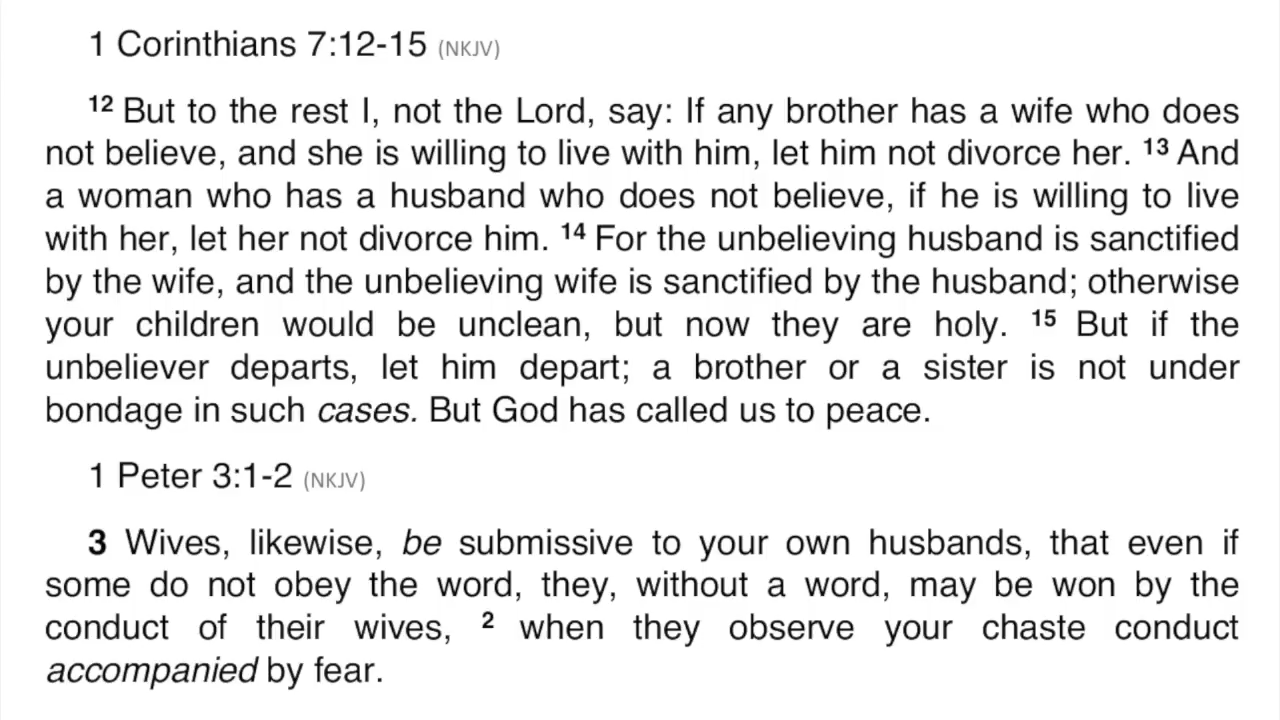 1 Corinthians 7:12-15 (NKJV)
12 But to the rest I, not the Lord, say: If any brother has a wife who does
not believe, and she is willing to live with him, let him not divorce her. 13 And
a woman who has a husband who does not believe, if he is willing to live
with her, let her not divorce him. 14 For the unbelieving husband is sanctified
by the wife, and the unbelieving wife is sanctified by the husband; otherwise
your children would be unclean, but now they are holy. 15 But if the
unbeliever departs, let him depart; a brother or a sister is not under
bondage in such cases. But God has called us to peace.
1 Peter 3:1-2 (NKJV)
3 Wives, likewise, be submissive to your own husbands, that even if
some do not obey the word, they, without a word, may be won by the
conduct of their wives, 2 when they observe your chaste conduct
accompanied by fear.